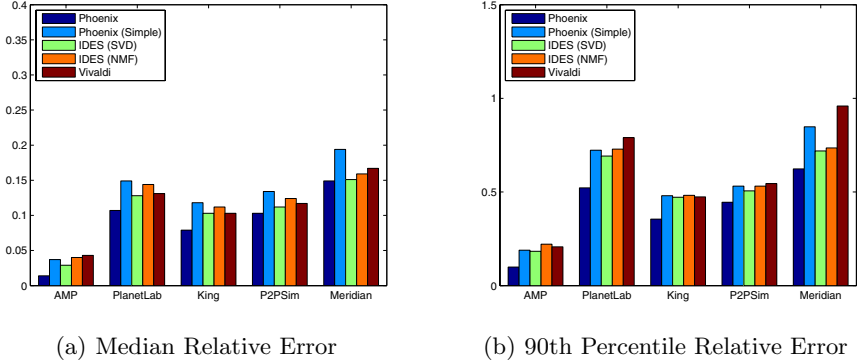 0.4
0.35
0.3
0.25
0.2
0.15
0.1
0.05
0
Phoenix
Phoenix (Simple)
IDES (SVD)
IDES (NMF)
Vivaldi
AMP PlanetLab King P2PSim Meridian
(a) Median Relative Error
1.5
1
0.5
0
Phoenix
Phoenix (Simple)
IDES (SVD)
IDES (NMF)
Vivaldi
AMP PlanetLab King P2PSim Meridian
(b) 90th Percentile Relative Error